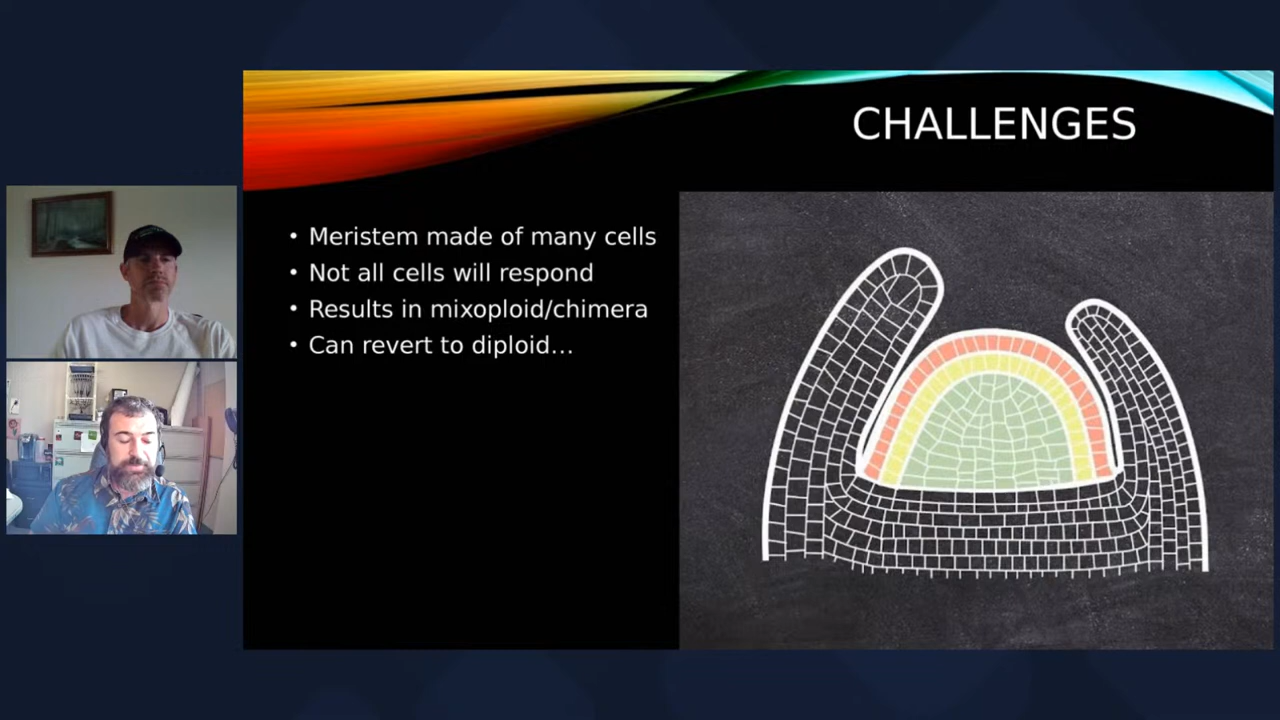 CHALLENGES
• Meristem made of many cells
• Not all cells will respond
• Results in mixoploid/chimera
• Can revert to diploid...